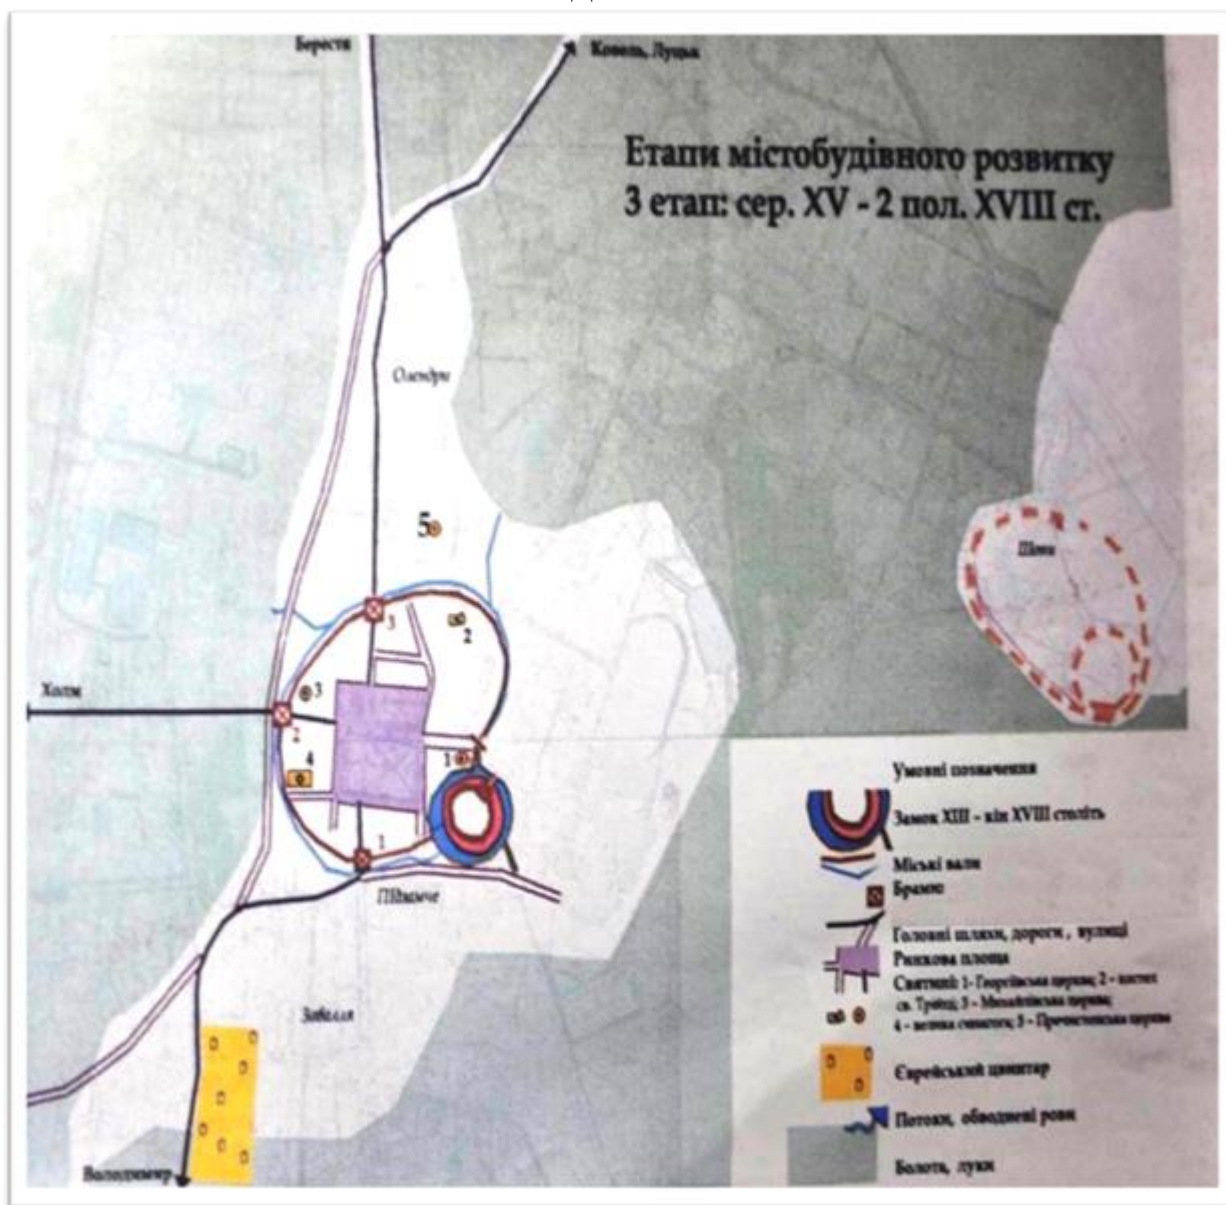 Берестя
Ковель, Луцьк
Етапи містобудівного розвитку
3 етап: сер. XV - 2 пол. XVIII ст.
Олендри
5
3
2
Холм
3
2
4
1
1
Підзамче
Завалля
Володимир
Умовні позначення
Замок XIII - кін XVIII століть
Міські вали
Брами
Головні шляхи, дороги, вулиці
Ринкова площа
Святині: 1- Георгіївська церква; 2 - костел
св. Трійці; 3 - Михайлівська церква;
4 - велика синагога; 5 - Пречистенська церква
Єврейський цвинтар
Потоки, обводнені рови
Болота, луки